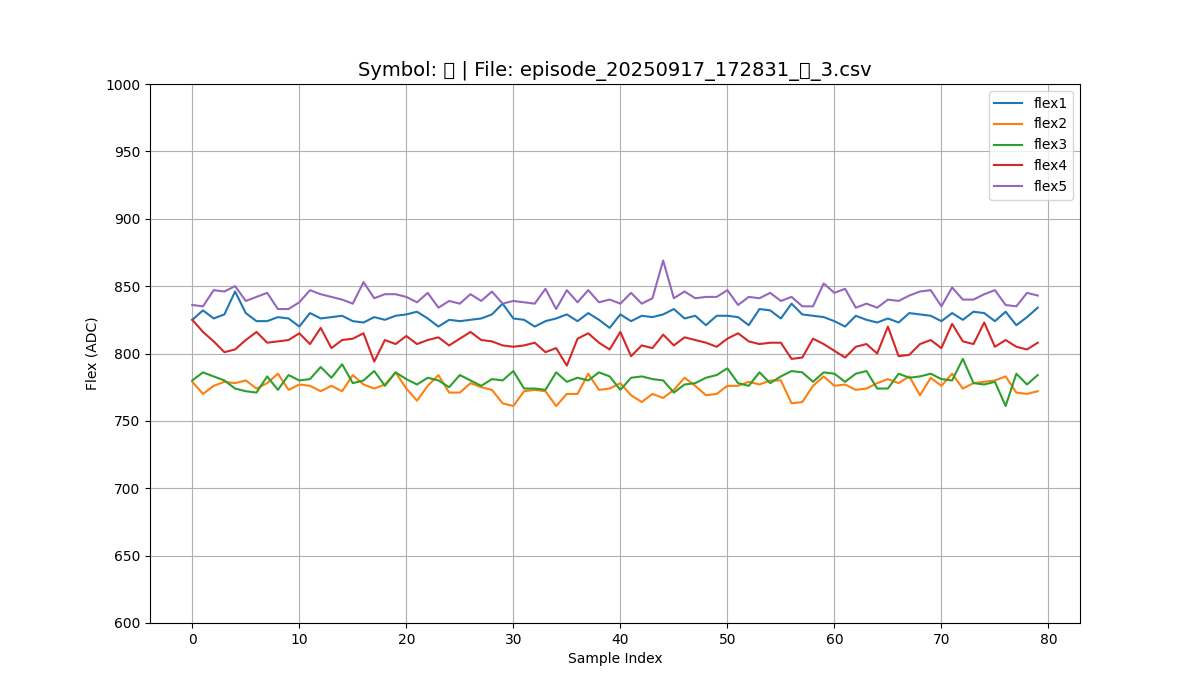 Symbol: | File: episode_20250917_172831_ _3.csv
1000
950
900
850
800
750
700
650
600
Flex (ADC)
flex1
flex2
flex3
flex4
flex5
0 10 20 30 40 50 60 70 80
Sample Index